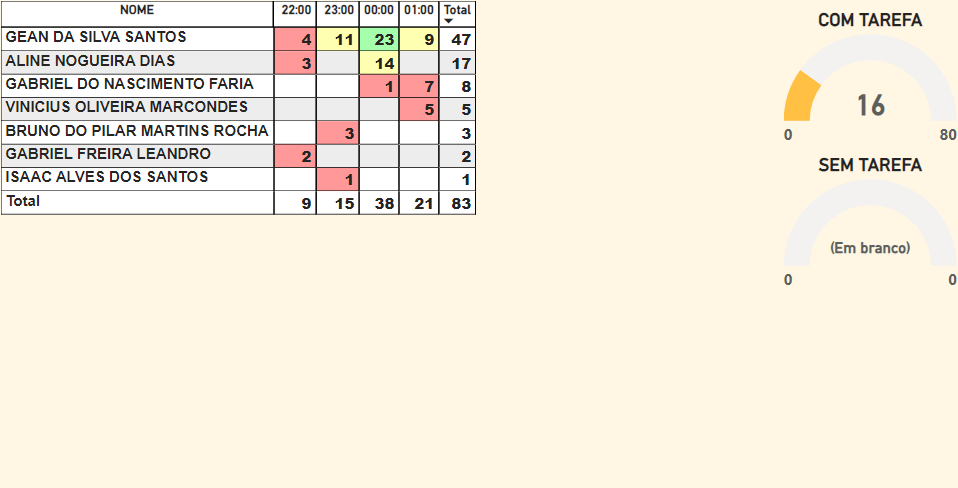 NOME 22:00 23:00 00:00 01:00 Total
GEAN DA SILVA SANTOS 4 11 23 9 47
ALINE NOGUEIRA DIAS 3 14 17
GABRIEL DO NASCIMENTO FARIA 1 7 8
VINICIUS OLIVEIRA MARCONDES 5 5
BRUNO DO PILAR MARTINS ROCHA 3 3
GABRIEL FREIRA LEANDRO 2 2
ISAAC ALVES DOS SANTOS 1 1
Total 9 15 38 21 83
COM TAREFA
16
0 80
SEM TAREFA
(Em branco)
0 0